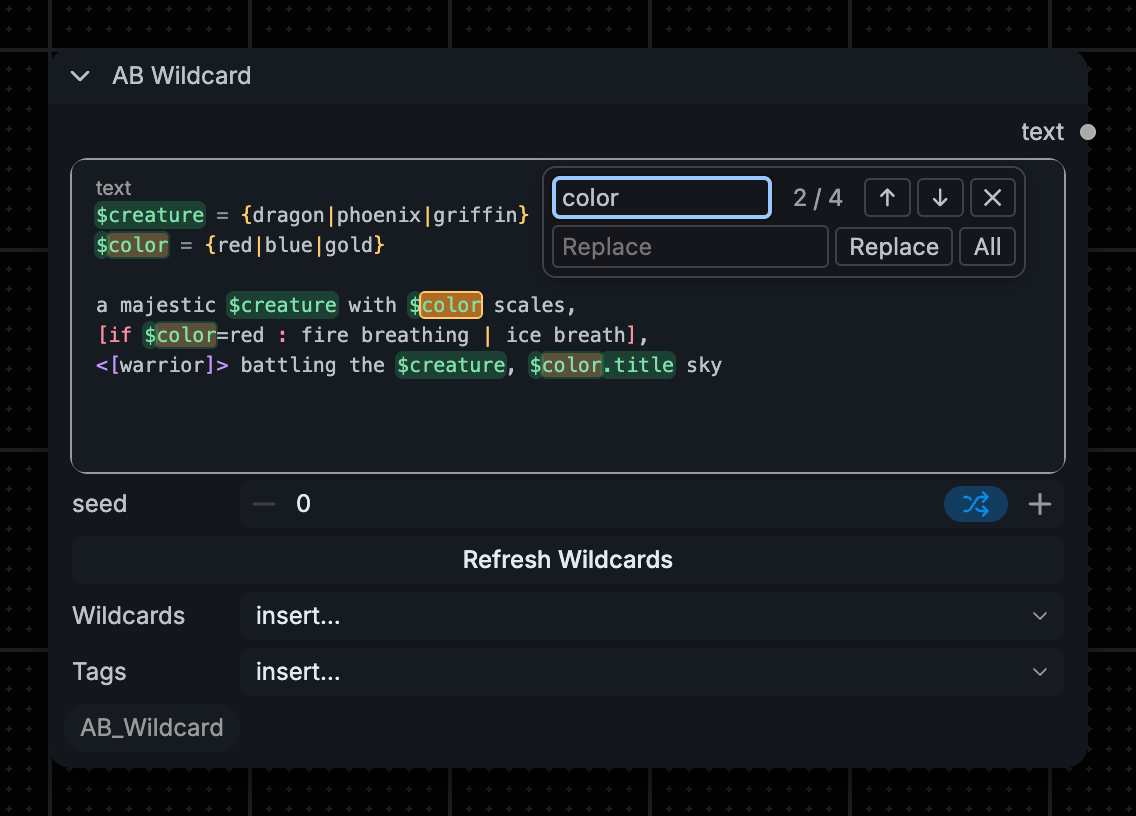 AB Wildcard
text
text
$creature = {dragon|phoenix|griffin}
$color = {red|blue|gold}
color
2 / 4
Replace
Replace
All
a majestic $creature with $color scales,
[if $color=red : fire breathing | ice breath],
<[warrior]> battling the $creature, $color.title sky
seed
0
Refresh Wildcards
Wildcards
insert...
Tags
insert...
AB_Wildcard